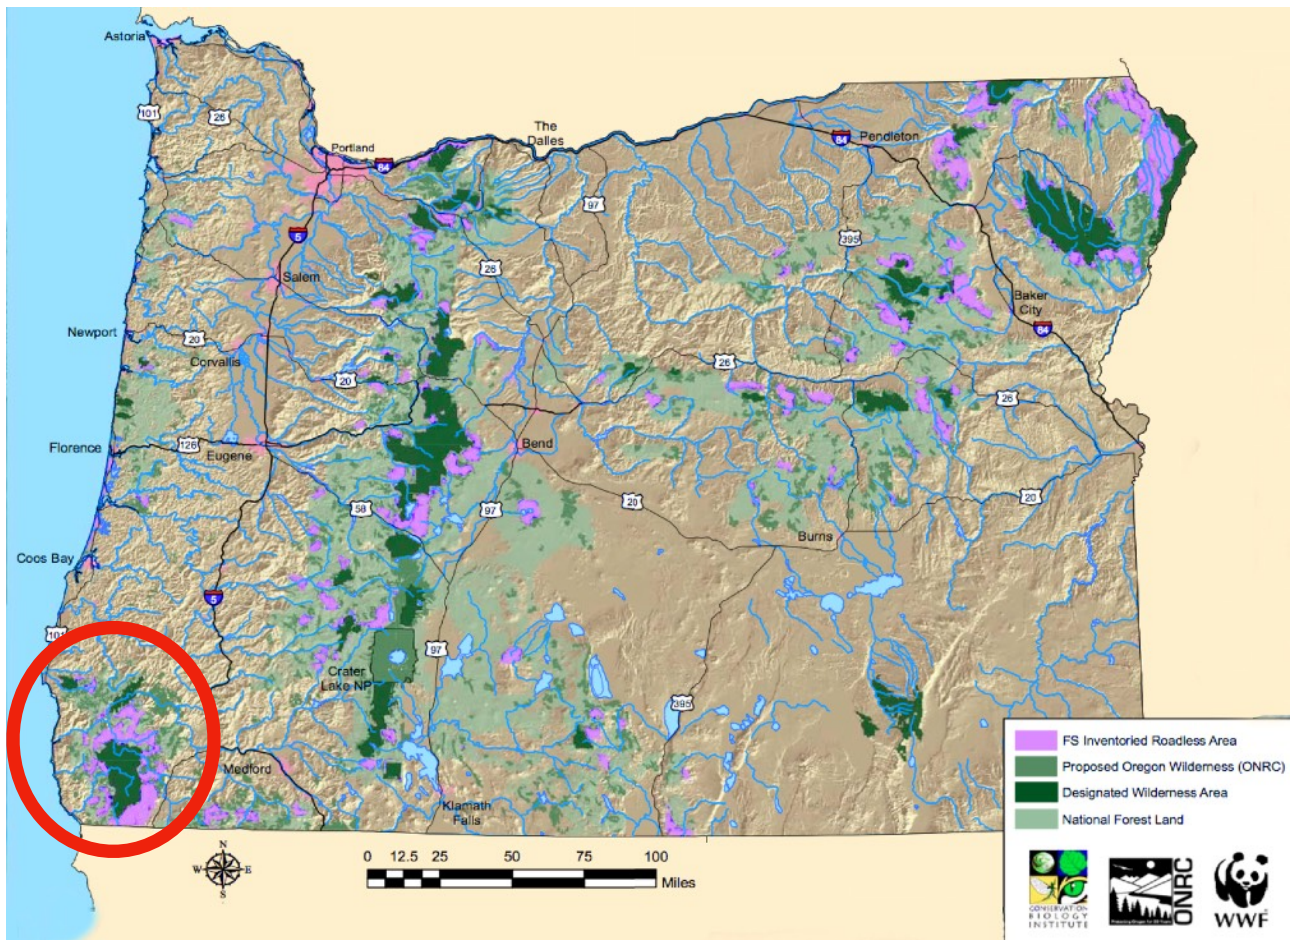 Astoria
101
26
Portland
84
The
Dalles
84
Pendleton
97
395
5
Salem
26
Baker
City
84
Newport
20
Corvallis
20
26
26
Florence
126
Eugene
Bend
58
97
20
20
Burns
Coos Bay
5
101
97
Crater
Lake NP
395
Medford
Klamath
Falls
FS Inventoried Roadless Area
Proposed Oregon Wilderness (ONRC)
Designated Wilderness Area
National Forest Land
N
W
E
S
0 12.5 25 50 75 100
Miles
CONSERVATION
BIOLOGY
INSTITUTE
ONRC
WWF